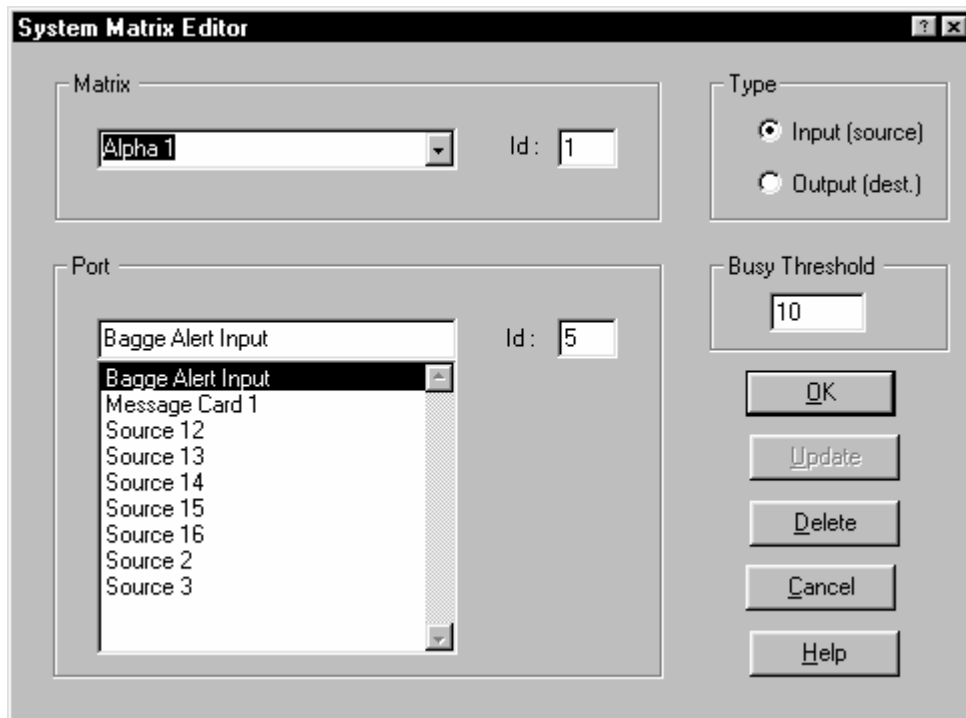 System Matrix Editor
Matrix
Alpha 1
Id :
1
Type
Input (source)
Output (dest.)
Port
Bagge Alert Input
Id :
5
Bagge Alert Input
Message Card 1
Source 12
Source 13
Source 14
Source 15
Source 16
Source 2
Source 3
Busy Threshold
10
OK
Update
Delete
Cancel
Help